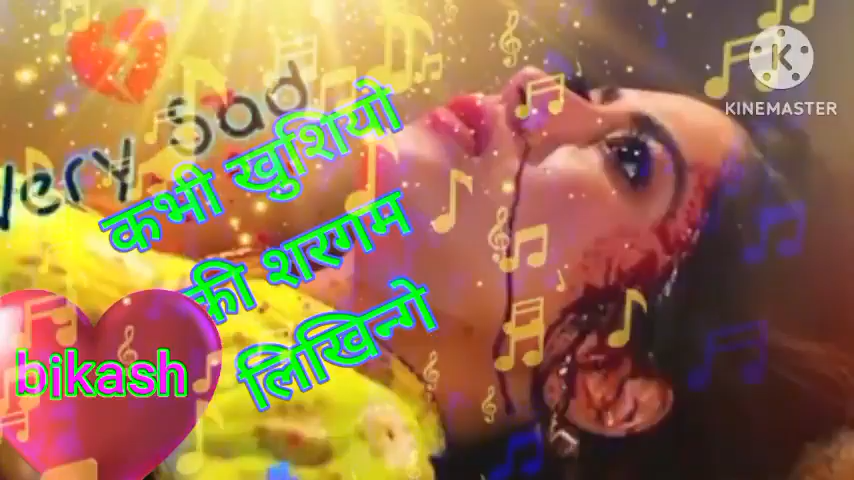 KINEMASTER
Very Sad
कभी खुशियो
की शरगम
लिखिन्गे
bikash